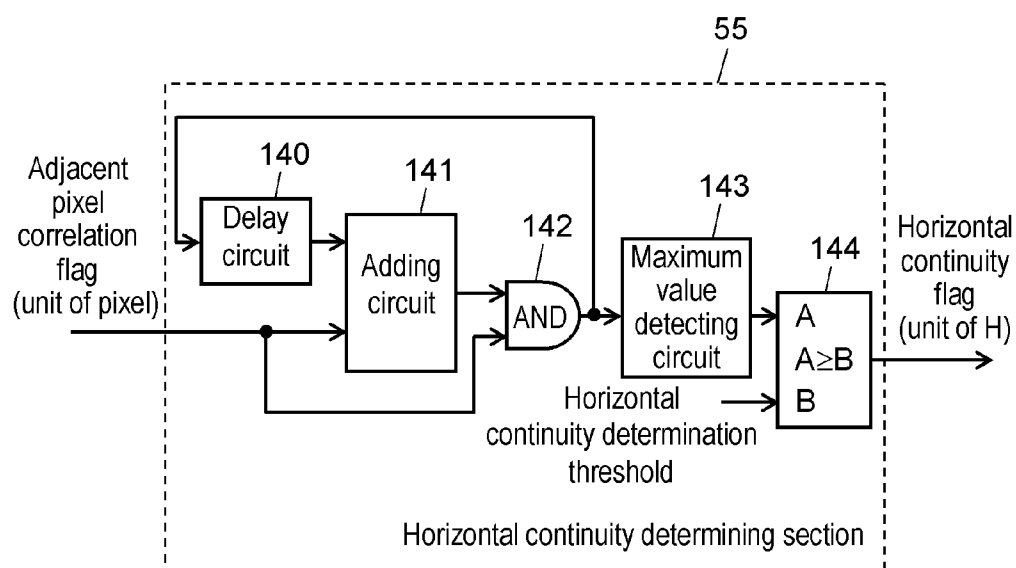 55
Adjacent
pixel
correlation
flag
(unit of pixel)
140
Delay
circuit
141
Adding
circuit
142
AND
143
Maximum
value
detecting
circuit
144
A
A≥B
B
Horizontal
continuity
flag
(unit of H)
Horizontal
continuity determination
threshold
Horizontal continuity determining section